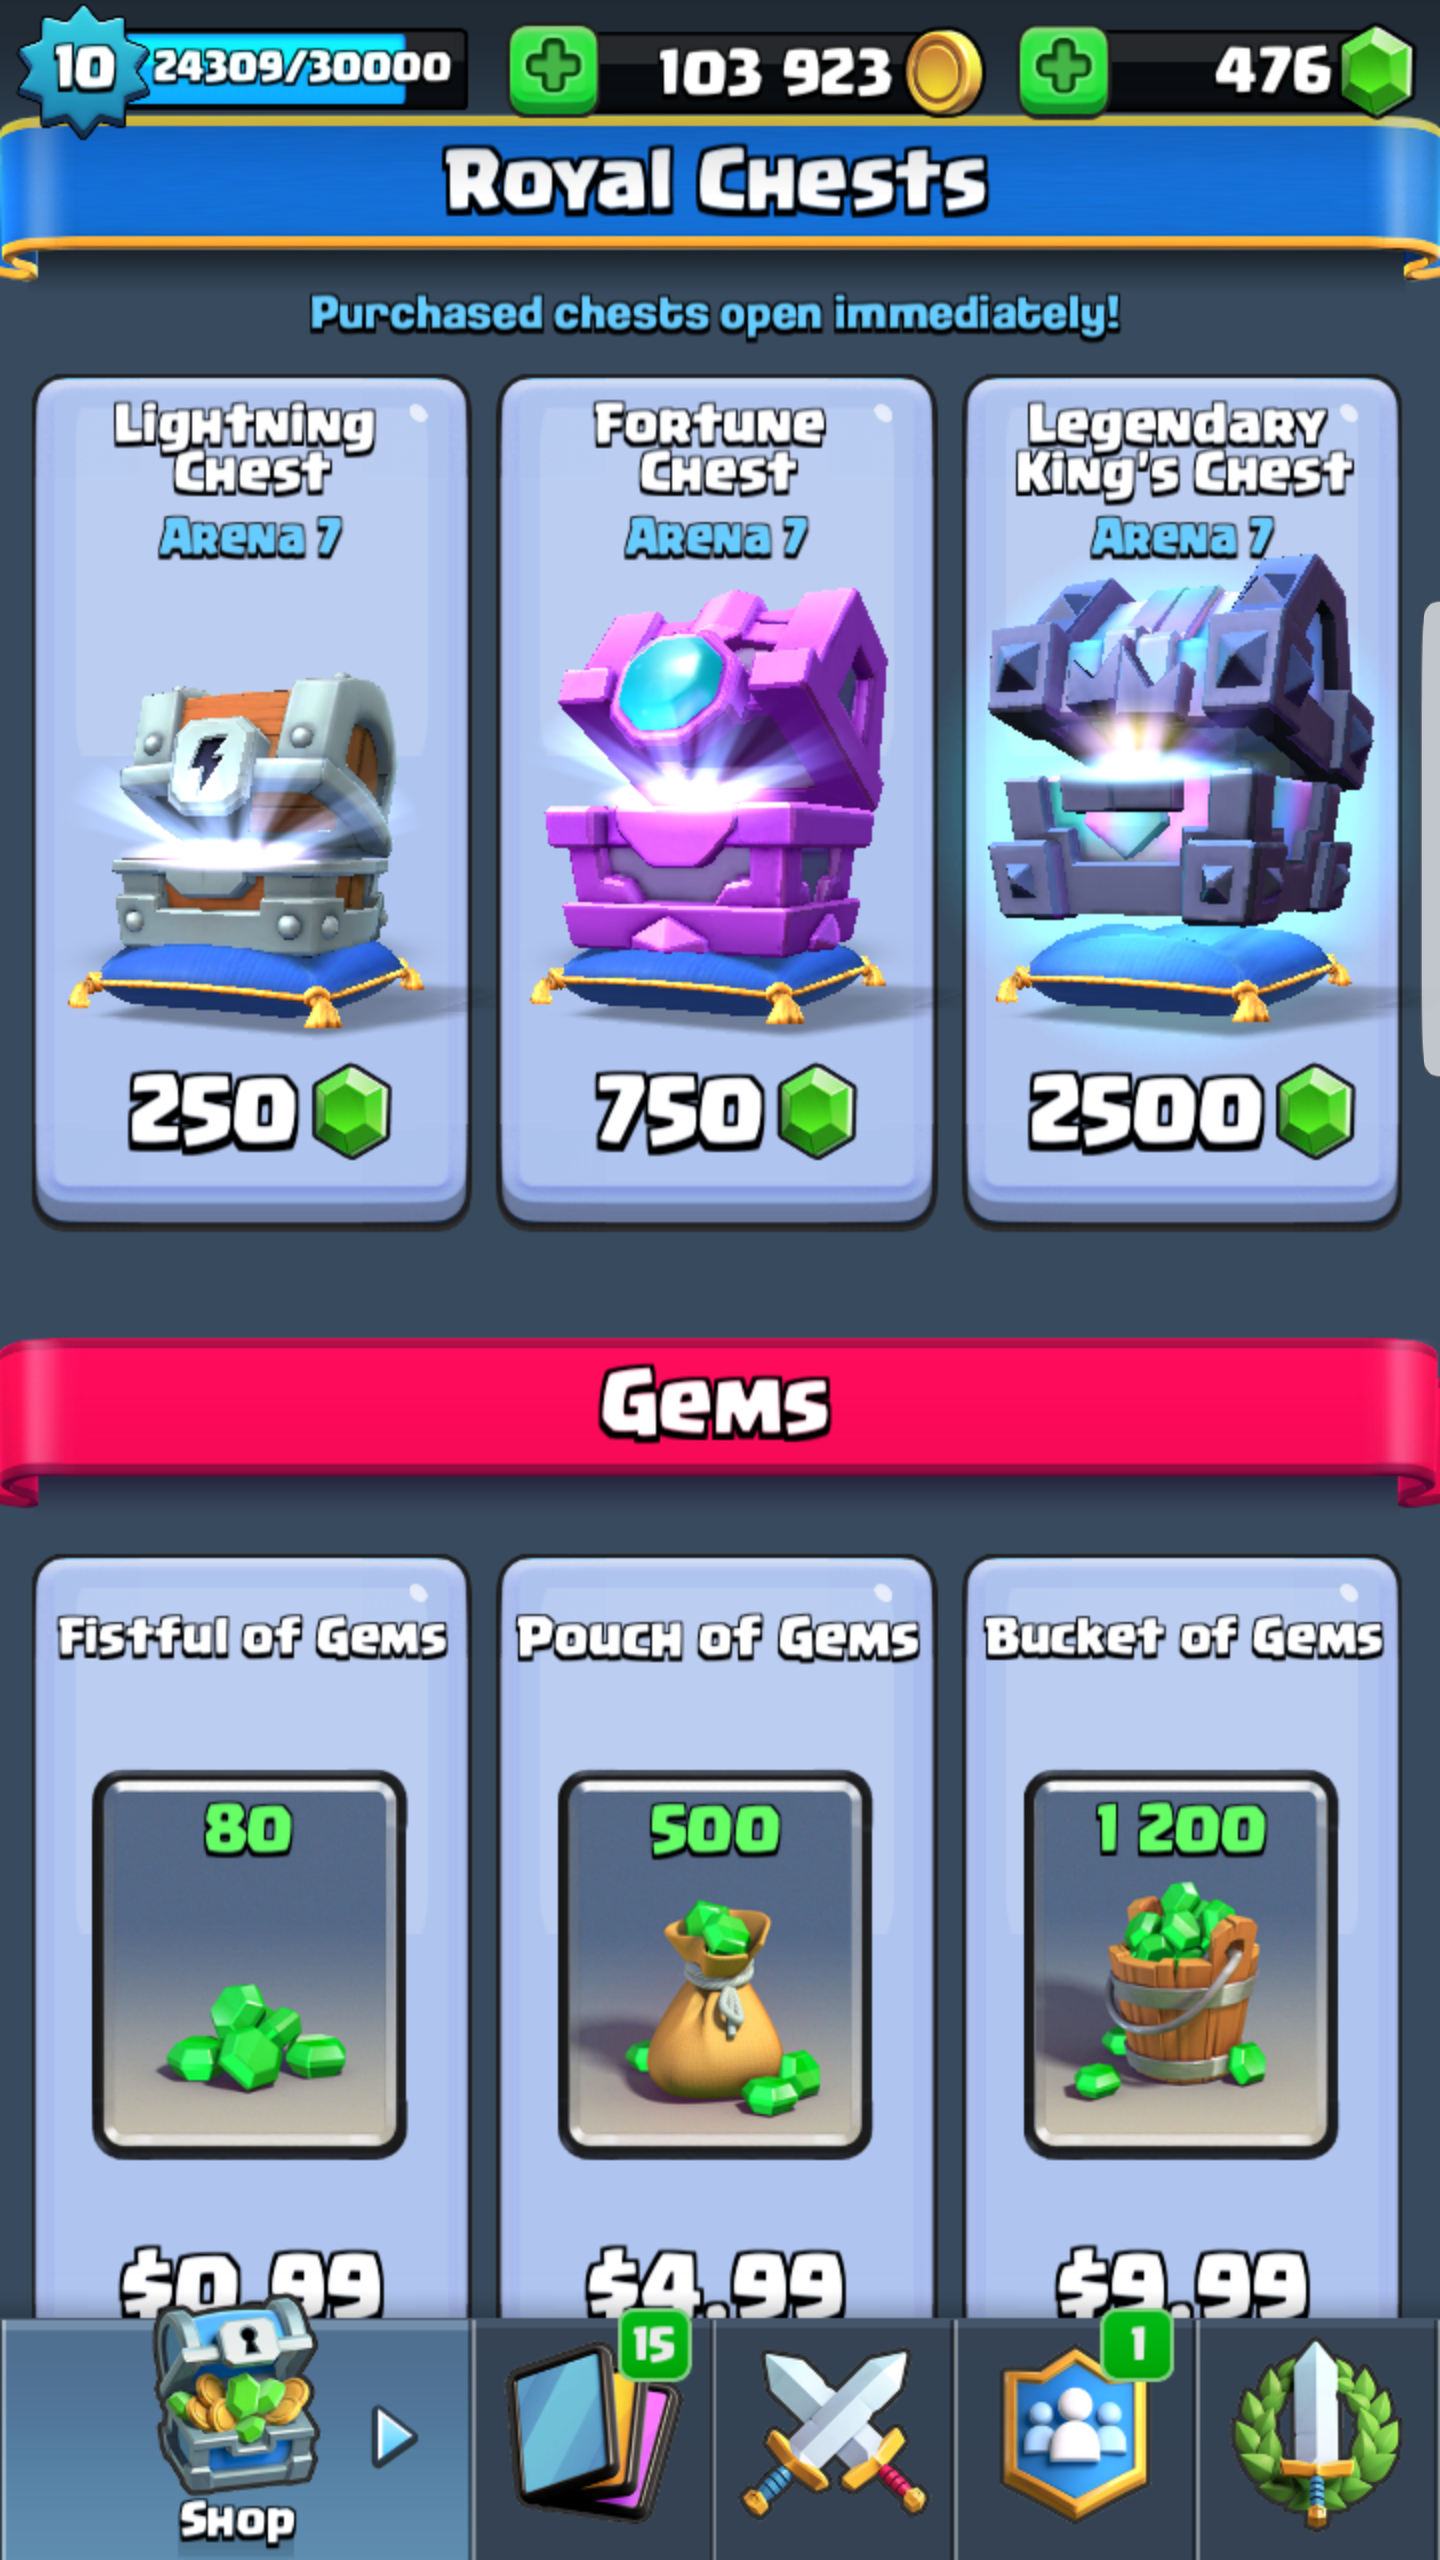 10 24309/30000 103 923 476
Royal Chests
Purchased chests open immediately!
Lightning
Chest
Arena 7
250
Fortune
Chest
Arena 7
750
Legendary
King's Chest
Arena 7
2500
Gems
Fistful of Gems
80
$0.99
Pouch of Gems
500
$4.99
Bucket of Gems
1 200
$9.99
Shop
15
1